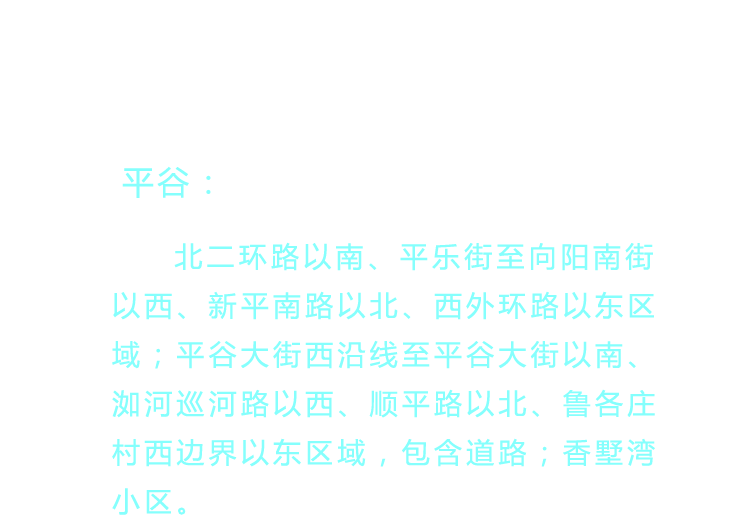 平谷：
北二环路以南、平乐街至向阳南街
以西、新平南路以北、西外环路以东区
域；平谷大街西沿线至平谷大街以南、
洳河巡河路以西、顺平路以北、鲁各庄
村西边界以东区域，包含道路；香墅湾
小区。